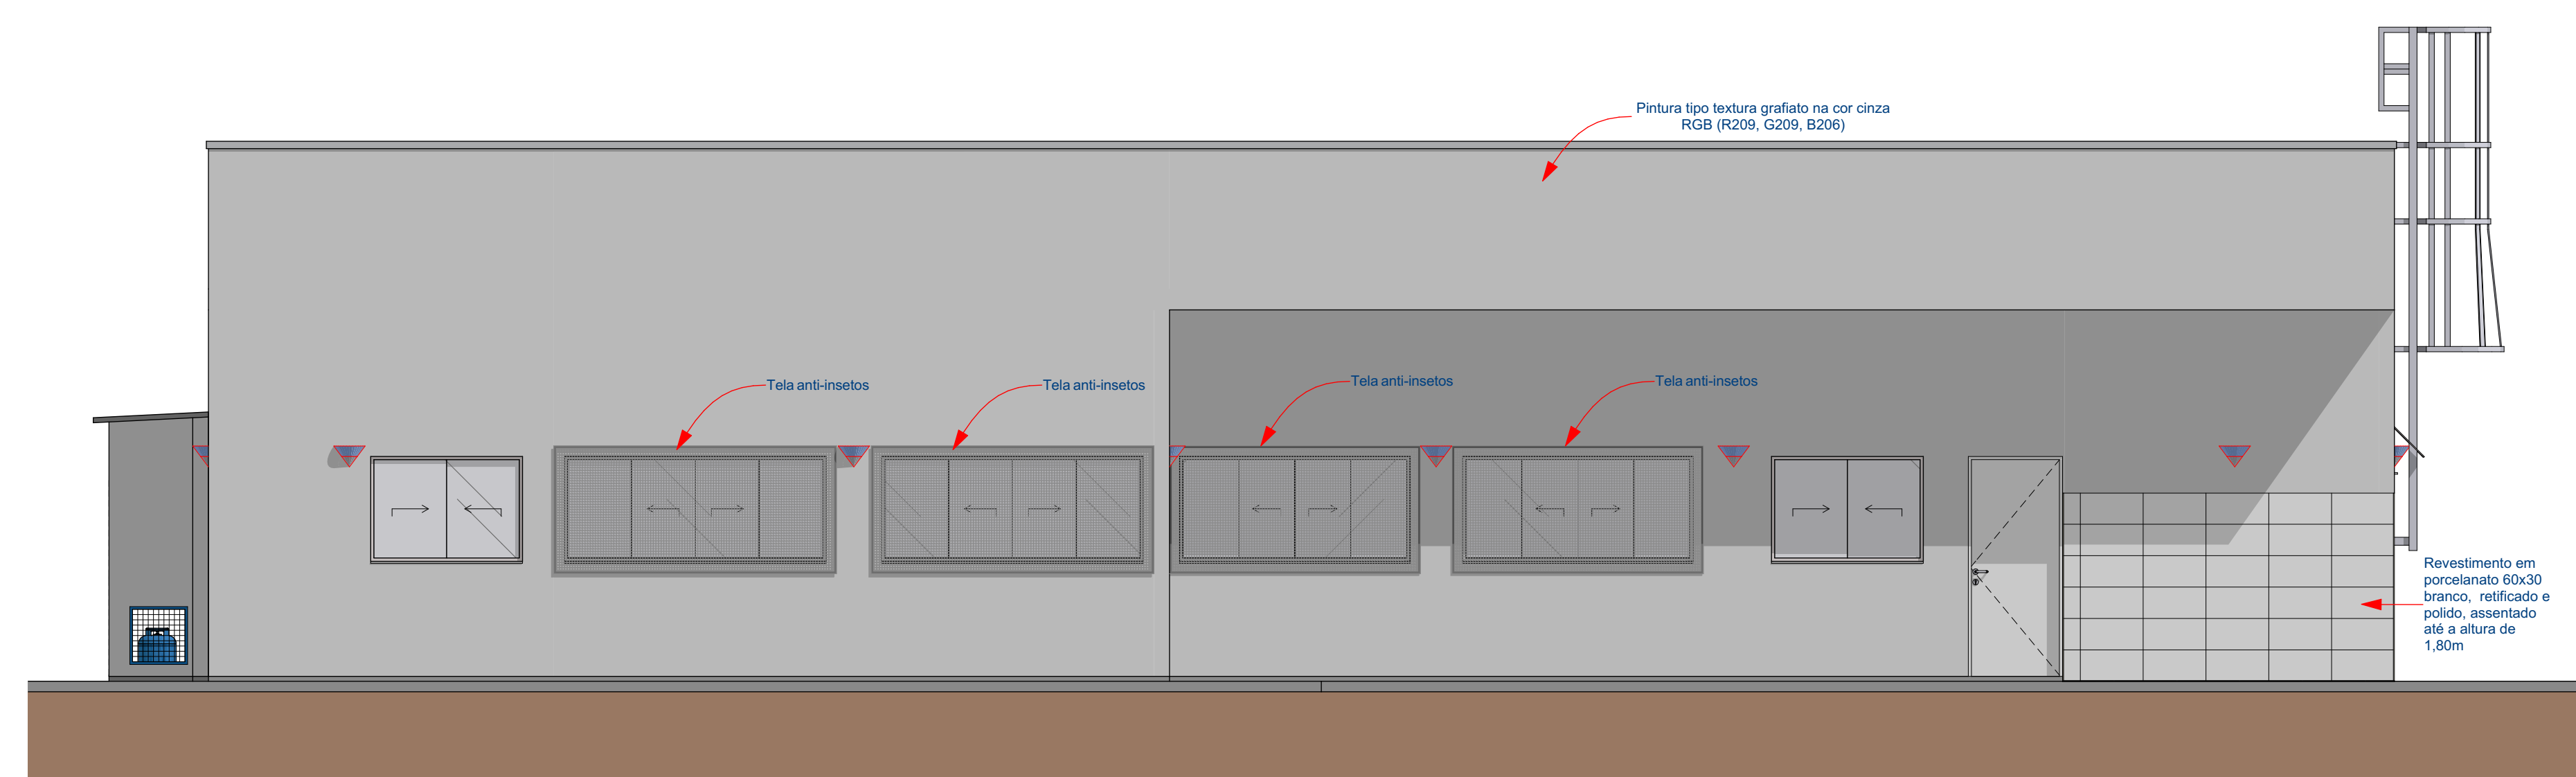 Pintura tipo textura grafiato na cor cinza
RGB (R209, G209, B206)
Tela anti-insetos
Tela anti-insetos
Tela anti-insetos
Tela anti-insetos
Revestimento em
porcelanato 60x30
branco, retificado e
polido, assentado
até a altura de
1,80m